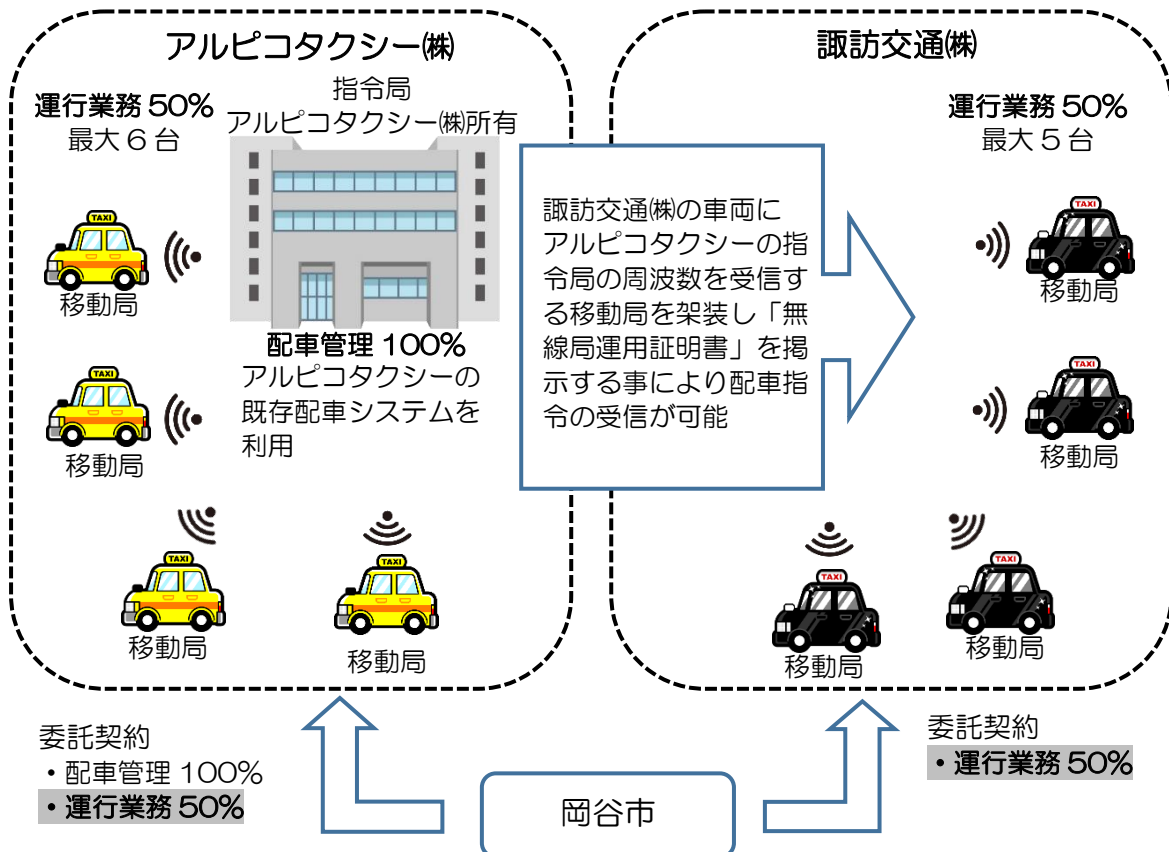 アルピコタクシー㈱
運行業務 50%
最大 6 台
指令局
アルピコタクシー㈱所有
TAXI
移動局
TAXI
移動局
配車管理 100%
アルピコタクシーの
既存配車システムを
利用
TAXI
移動局
TAXI
移動局
諏訪交通㈱の車両に
アルピコタクシーの指
令局の周波数を受信す
る移動局を架装し「無
線局運用証明書」を掲
示する事により配車指
令の受信が可能
諏訪交通㈱
運行業務 50%
最大 5 台
TAXI
移動局
TAXI
移動局
TAXI
移動局
TAXI
移動局
委託契約
・配車管理 100%
・運行業務 50%
岡谷市
委託契約
・運行業務 50%